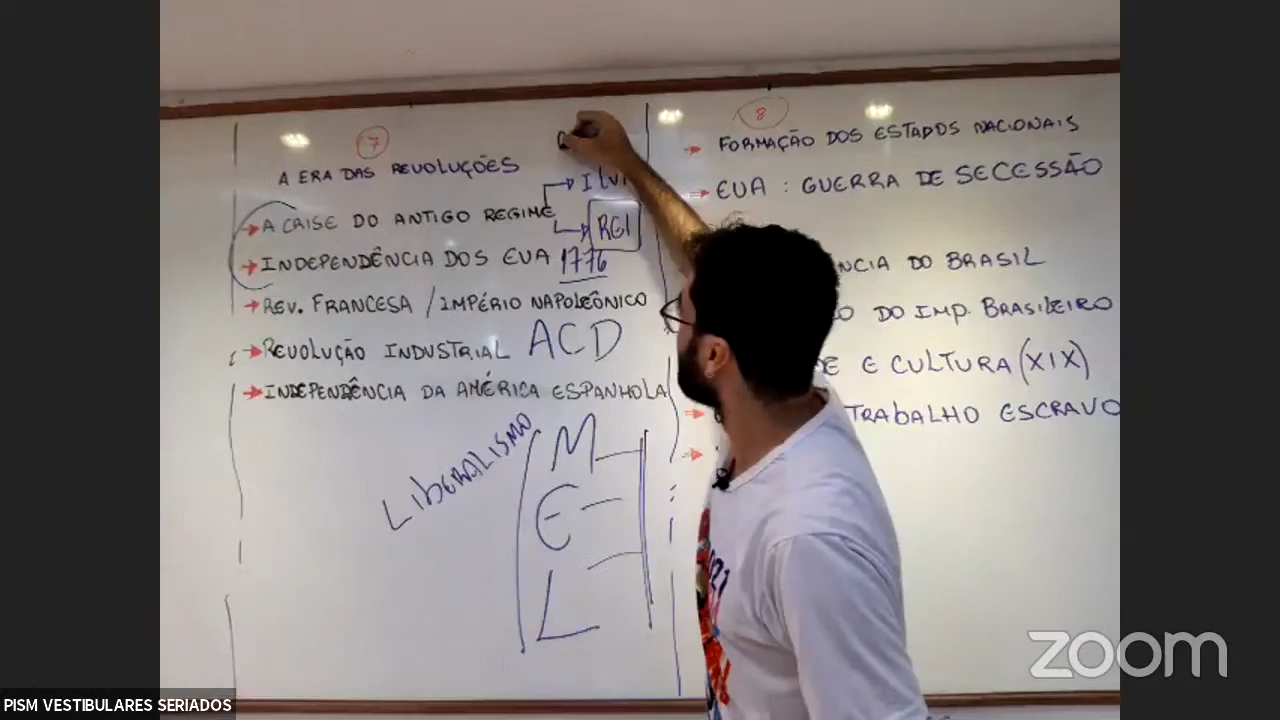 7
A ERA DAS REVOLUÇÕES
A CRISE DO ANTIGO REGIME
REI
INDEPENDÊNCIA DOS EUA 1776
REV. FRANCESA / IMPÉRIO NAPOLEÔNICO
REVOLUÇÃO INDUSTRIAL ACD
INDEPENDÊNCIA DA AMÉRICA ESPANHOLA
LIBERALISMO
M
E
L
8
FORMAÇÃO DOS ESTADOS NACIONAIS
EUA : GUERRA DE SECESSÃO
DO BRASIL
DO IMP. BRASILEIRO
E CULTURA (XIX)
TRABALHO ESCRAVO
zoom
PISM VESTIBULARES SERIADOS